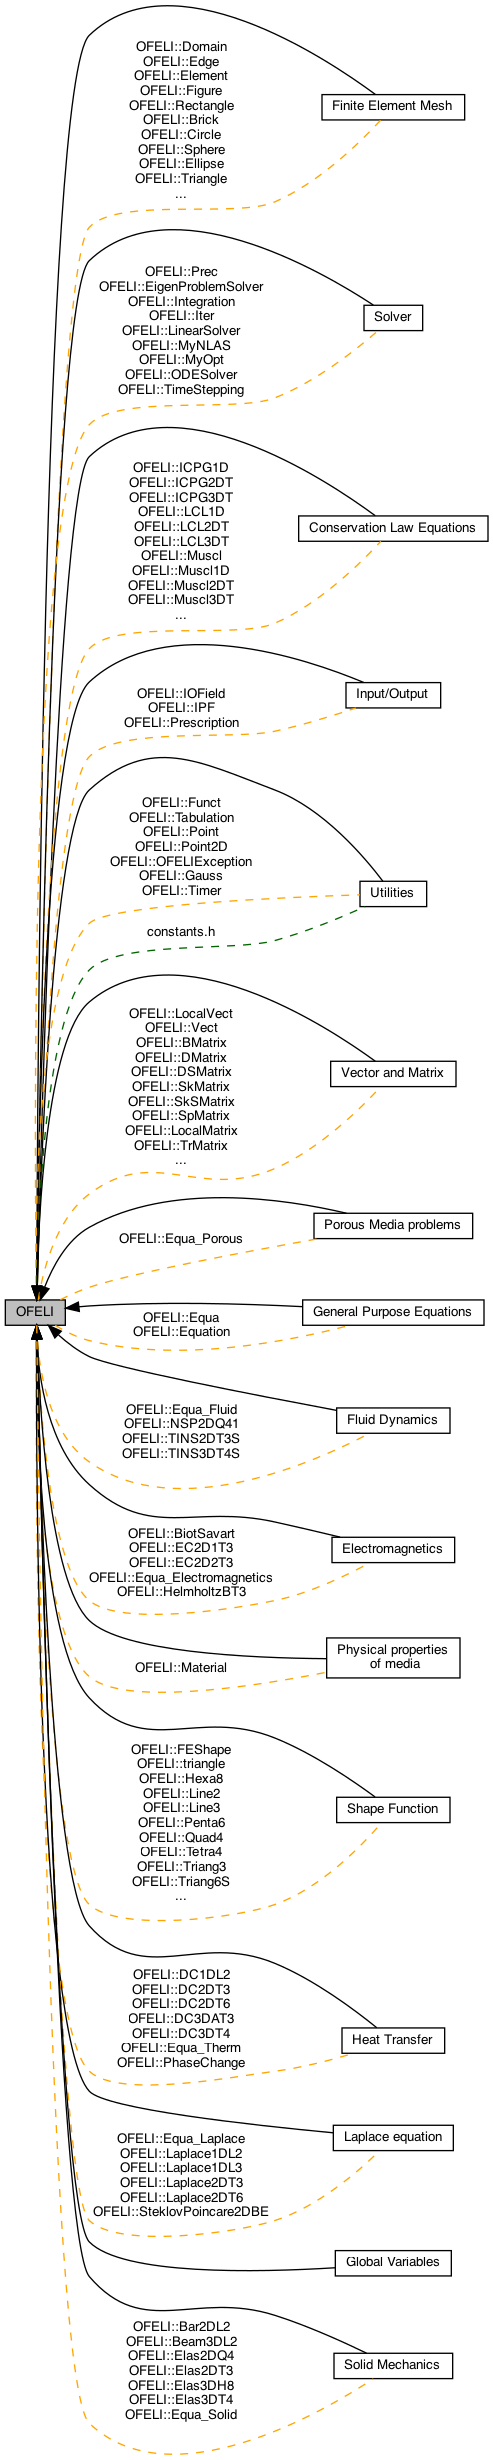 OFELI::Domain
OFELI::Edge
OFELI::Element
OFELI::Figure
OFELI::Rectangle
OFELI::Brick
OFELI::Circle
OFELI::Sphere
OFELI::Ellipse
OFELI::Triangle
...
Finite Element Mesh
OFELI::Prec
OFELI::EigenProblemSolver
OFELI::Integration
OFELI::Iter
OFELI::LinearSolver
OFELI::MyNLAS
OFELI::MyOpt
OFELI::ODESolver
OFELI::TimeStepping
Solver
OFELI::ICPG1D
OFELI::ICPG2DT
OFELI::ICPG3DT
OFELI::LCL1D
OFELI::LCL2DT
OFELI::LCL3DT
OFELI::Muscl
OFELI::Muscl1D
OFELI::Muscl2DT
OFELI::Muscl3DT
...
Conservation Law Equations
OFELI::IOField
OFELI::IPF
OFELI::Prescription
Input/Output
OFELI::Funct
OFELI::Tabulation
OFELI::Point
OFELI::Point2D
OFELI::OFELIException
OFELI::Gauss
OFELI::Timer
Utilities
constants.h
OFELI::LocalVect
OFELI::Vect
OFELI::BMatrix
OFELI::DMatrix
OFELI::DSMatrix
OFELI::SkMatrix
OFELI::SkSMatrix
OFELI::SpMatrix
OFELI::LocalMatrix
OFELI::TrMatrix
...
Vector and Matrix
OFELI::Equa_Porous
Porous Media problems
OFELI
OFELI::Equa
OFELI::Equation
General Purpose Equations
OFELI::Equa_Fluid
OFELI::NSP2DQ41
OFELI::TINS2DT3S
OFELI::TINS3DT4S
Fluid Dynamics
OFELI::BiotSavart
OFELI::EC2D1T3
OFELI::EC2D2T3
OFELI::Equa_Electromagnetics
OFELI::HelmholtzBT3
Electromagnetics
OFELI::Material
Physical properties
of media
OFELI::FEShape
OFELI::triangle
OFELI::Hexa8
OFELI::Line2
OFELI::Line3
OFELI::Penta6
OFELI::Quad4
OFELI::Tetra4
OFELI::Triang3
OFELI::Triang6S
...
Shape Function
OFELI::DC1DL2
OFELI::DC2DT3
OFELI::DC2DT6
OFELI::DC3DAT3
OFELI::DC3DT4
OFELI::Equa_Therm
OFELI::PhaseChange
Heat Transfer
OFELI::Equa_Laplace
OFELI::Laplace1DL2
OFELI::Laplace1DL3
OFELI::Laplace2DT3
OFELI::Laplace2DT6
OFELI::SteklovPoincare2DBE
Laplace equation
Global Variables
OFELI::Bar2DL2
OFELI::Beam3DL2
OFELI::Elas2DQ4
OFELI::Elas2DT3
OFELI::Elas3DH8
OFELI::Elas3DT4
OFELI::Equa_Solid
Solid Mechanics